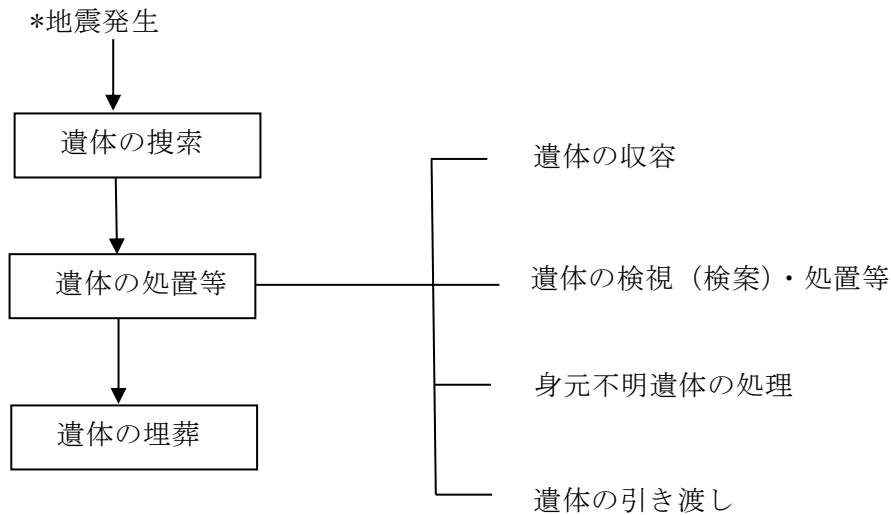 *地震発生
遺体の捜索
遺体の処置等
遺体の埋葬
遺体の収容
遺体の検視（検案）・処置等
身元不明遺体の処理
遺体の引き渡し